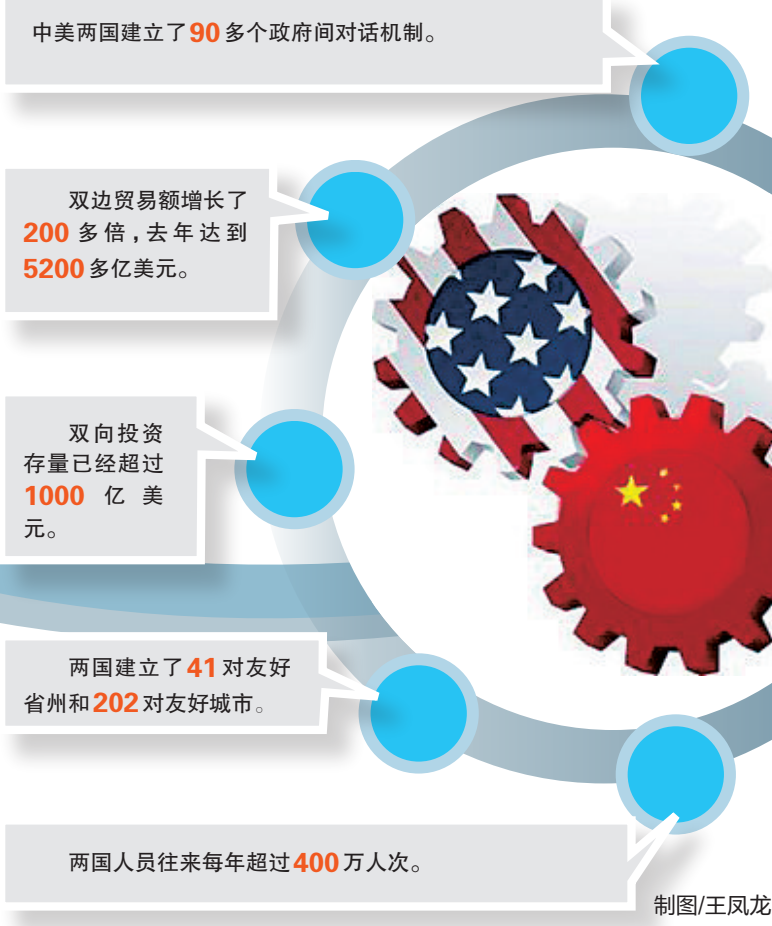 中美两国建立了90多个政府间对话机制。
双边贸易额增长了
200多倍,去年达到
5200多亿美元。
双向投资
存量已经超过
1000亿美
元。
两国建立了41对友好
省州和202对友好城市。
两国人员往来每年超过400万人次。
制图/王凤龙